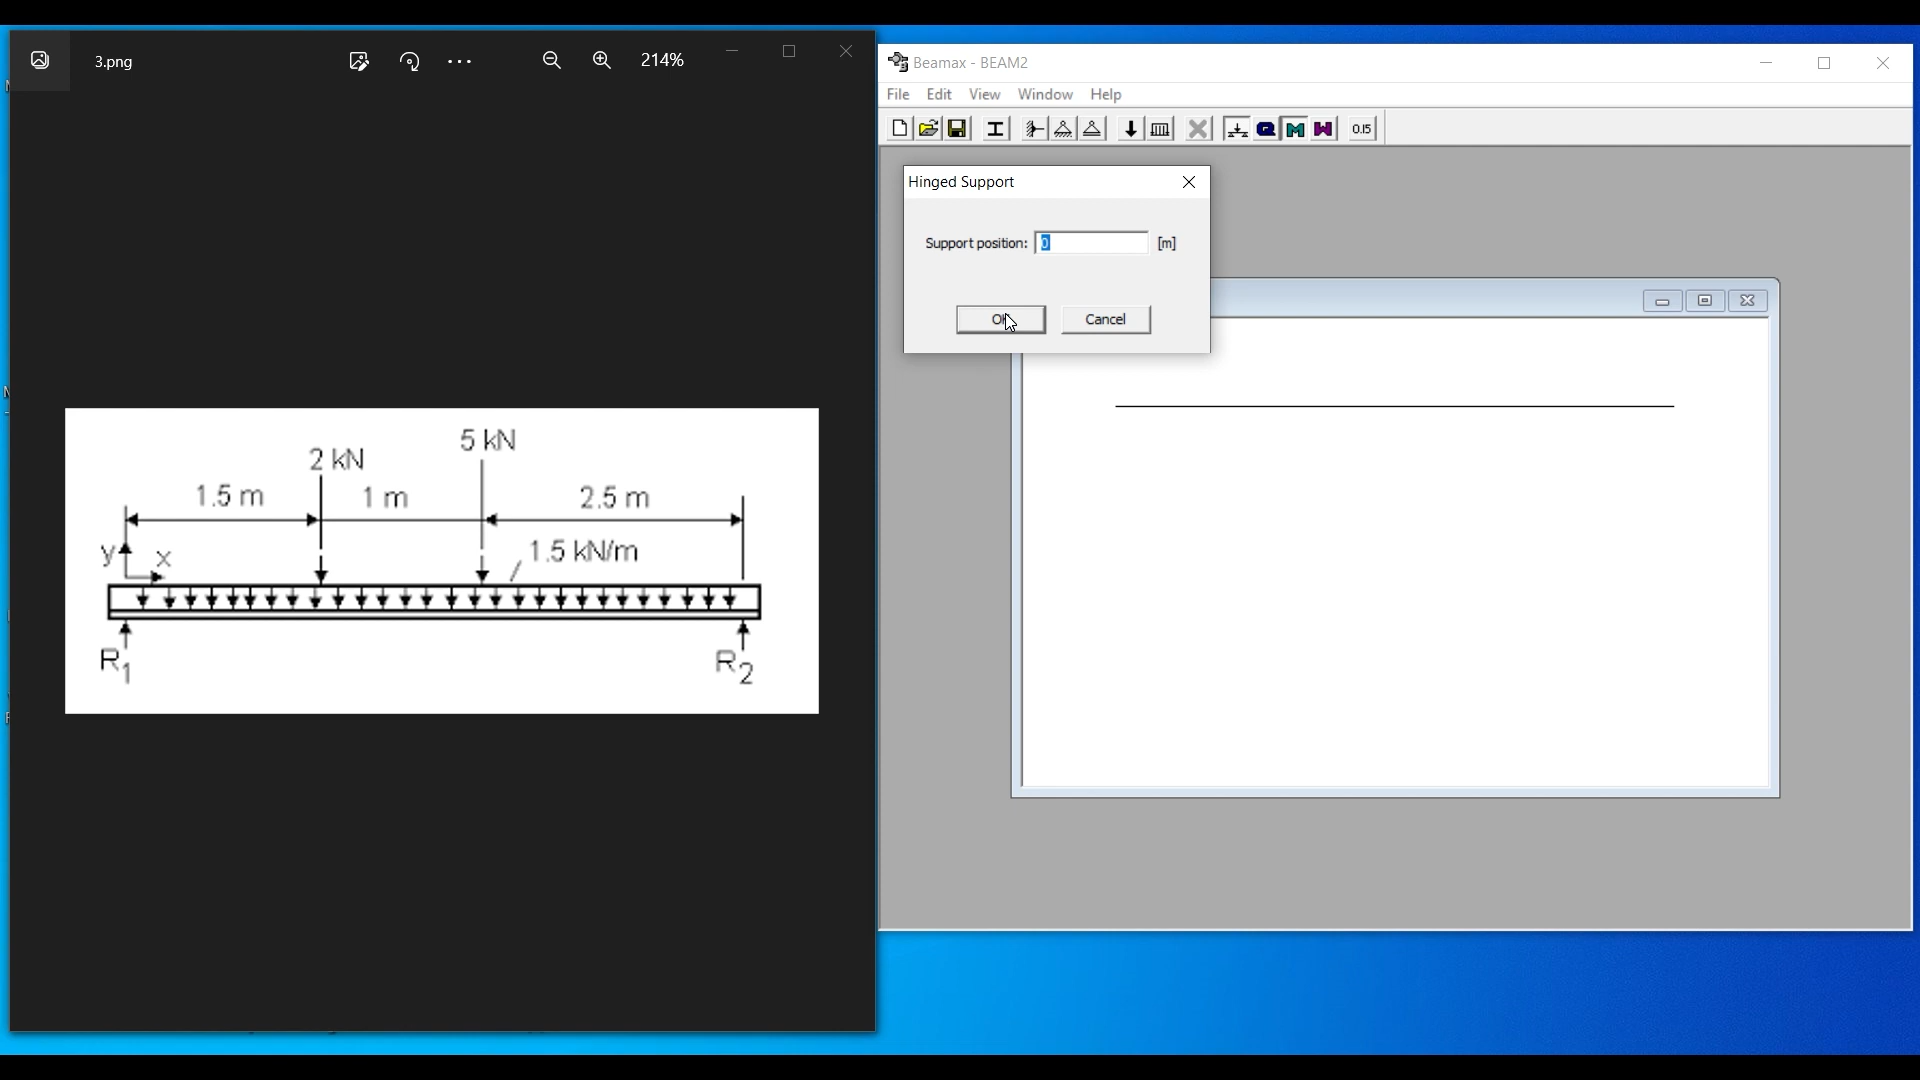 3.png
214%
2 kN
5 kN
1.5 m
1 m
2.5 m
y
x
1.5 kN/m
R1
R2
Beamax - BEAM2
File Edit View Window Help
Q M W 0.15
Hinged Support
Support position: 0 [m]
OK Cancel